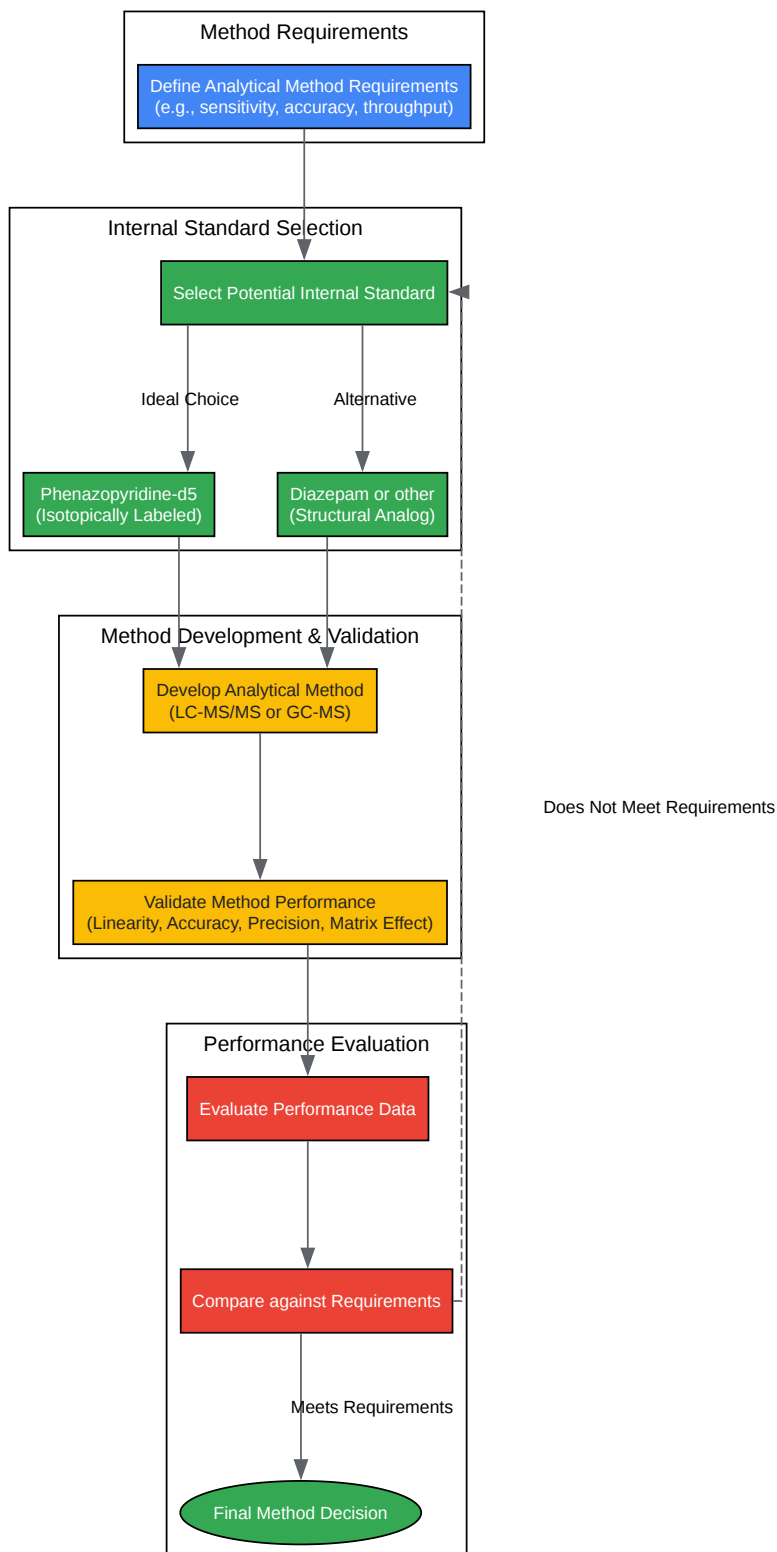 Method Requirements
Define Analytical Method Requirements
(e.g., sensitivity, accuracy, throughput)
Internal Standard Selection
Select Potential Internal Standard
Ideal Choice
Alternative
Phenazopyridine-d5
(Isotopically Labeled)
Diazepam or other
(Structural Analog)
Method Development & Validation
Develop Analytical Method
(LC-MS/MS or GC-MS)
Does Not Meet Requirements
Validate Method Performance
(Linearity, Accuracy, Precision, Matrix Effect)
Performance Evaluation
Evaluate Performance Data
Compare against Requirements
Meets Requirements
Final Method Decision